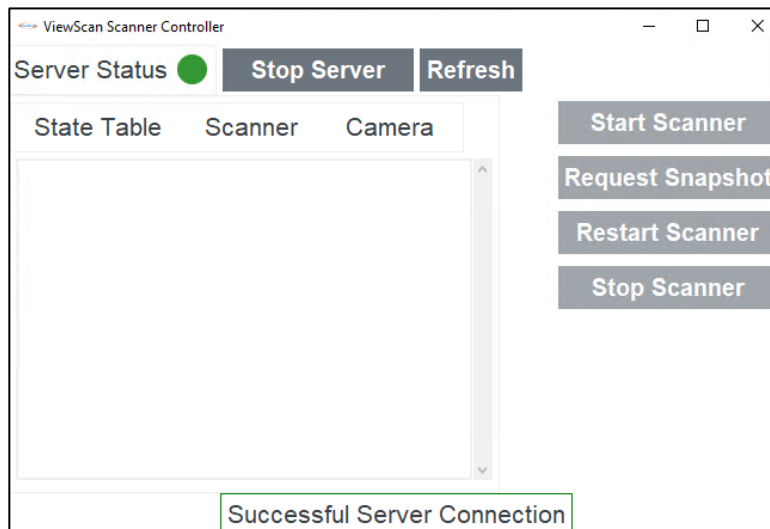 ViewScan Scanner Controller
Server Status Stop Server Refresh
State Table Scanner Camera
Start Scanner
Request Snapshot
Restart Scanner
Stop Scanner
Successful Server Connection